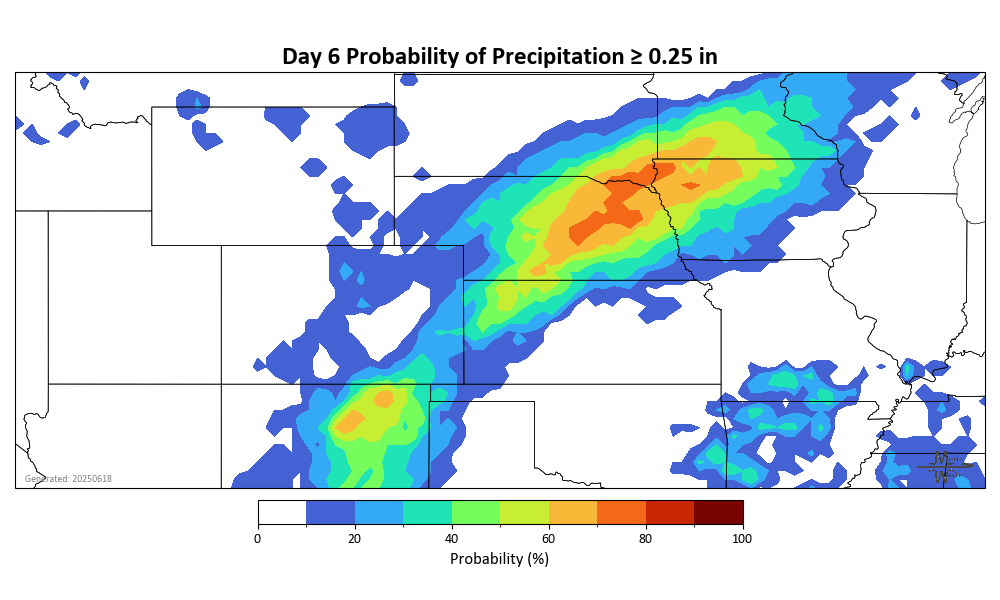 Day 6 Probability of Precipitation ≥ 0.25 in
Generated: 20250618
0 20 40 60 80 100
Probability (%)